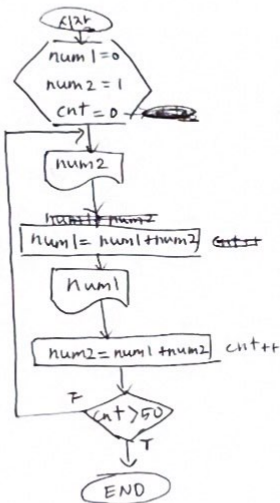 시작
num1=0
num2 = 1
cnt = 0
num2
num1 = num2
num1 = num1+num2 cnt++
num1
num2 = num1+num2 cnt++
F
cnt>50
T
END